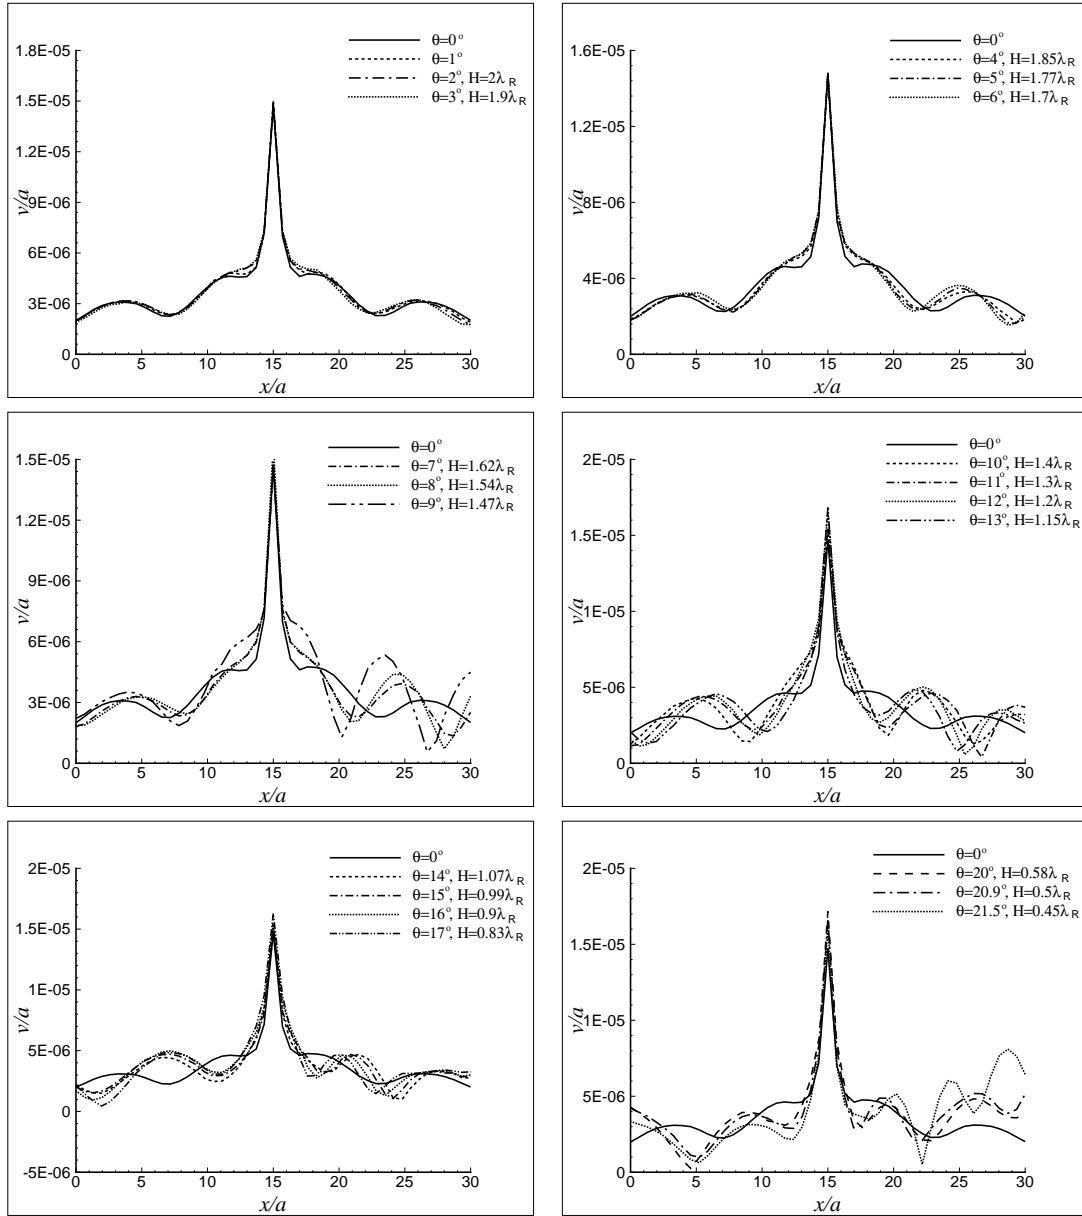 θ=0°
θ=1°
θ=2°, H=2λR
θ=3°, H=1.9λR
1.8E-05
1.5E-05
9E-06
6E-06
3E-06
0
v/a
0 5 10 15 20 25 30
x/a
θ=0°
θ=4°, H=1.85λR
θ=5°, H=1.77λR
θ=6°, H=1.7λR
1.6E-05
1.2E-05
8E-06
4E-06
0
v/a
0 5 10 15 20 25 30
x/a
θ=0°
θ=7°, H=1.62λR
θ=8°, H=1.54λR
θ=9°, H=1.47λR
1.5E-05
1.2E-05
9E-06
6E-06
3E-06
0
v/a
0 5 10 15 20 25 30
x/a
θ=0°
θ=10°, H=1.4λR
θ=11°, H=1.3λR
θ=12°, H=1.2λR
θ=13°, H=1.15λR
2E-05
1.5E-05
1E-05
5E-06
0
v/a
0 5 10 15 20 25 30
x/a
θ=0°
θ=14°, H=1.07λR
θ=15°, H=0.99λR
θ=16°, H=0.9λR
θ=17°, H=0.83λR
2E-05
1.5E-05
1E-05
5E-06
0
-5E-06
v/a
0 5 10 15 20 25 30
x/a
θ=0°
θ=20°, H=0.58λR
θ=20.9°, H=0.5λR
θ=21.5°, H=0.45λR
2E-05
1.5E-05
1E-05
5E-06
0
v/a
0 5 10 15 20 25 30
x/a